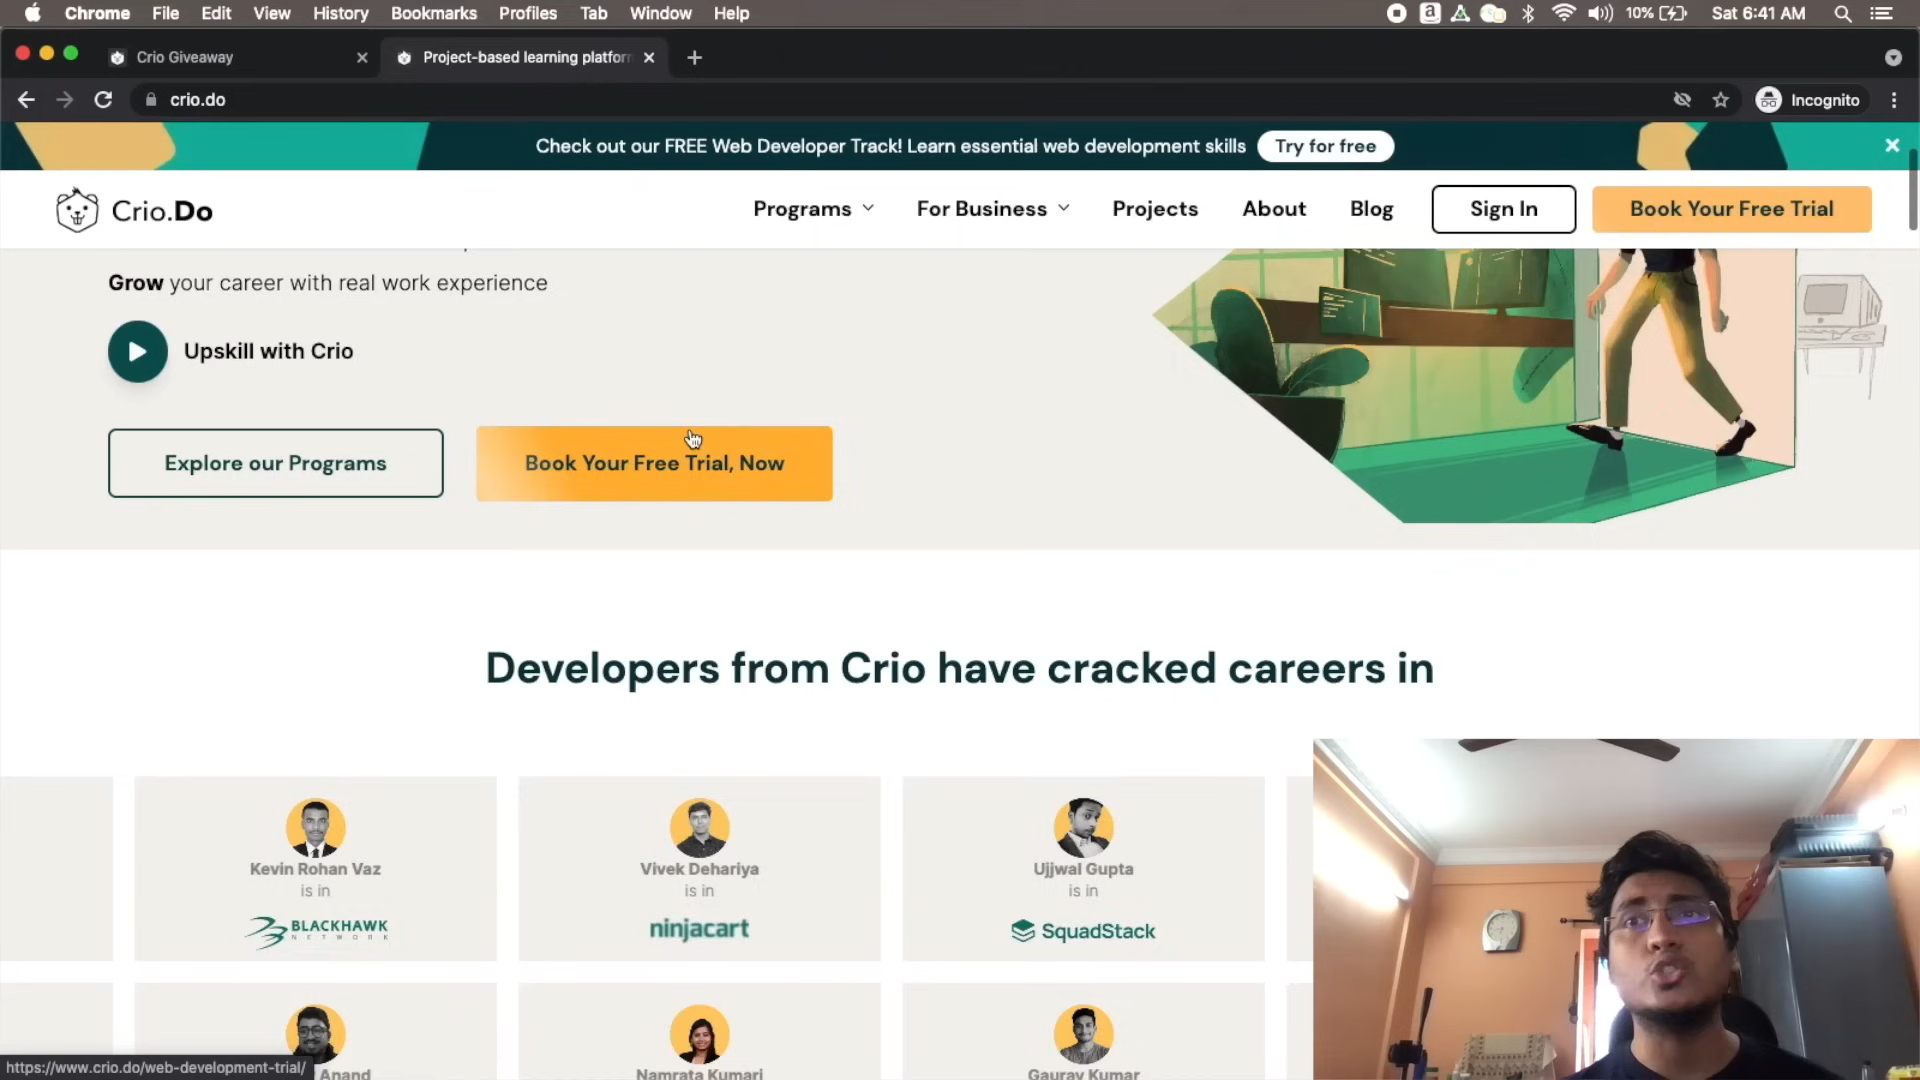 Chrome File Edit View History Bookmarks Profiles Tab Window Help
10% Sat 6:41 AM
Crio Giveaway
Project-based learning platfor
crio.do
Incognito
Check out our FREE Web Developer Track! Learn essential web development skills
Try for free
Crio.Do
Programs
For Business
Projects
About
Blog
Sign In
Book Your Free Trial
Grow your career with real work experience
Upskill with Crio
Explore our Programs
Book Your Free Trial, Now
Developers from Crio have cracked careers in
Kevin Rohan Vaz
is in
BLACKHAWK
NETWORK
Vivek Dehariya
is in
ninjacart
Ujjwal Gupta
is in
SquadStack
Anand
Namrata Kumari
Gaurav Kumar
https://www.crio.do/web-development-trial/